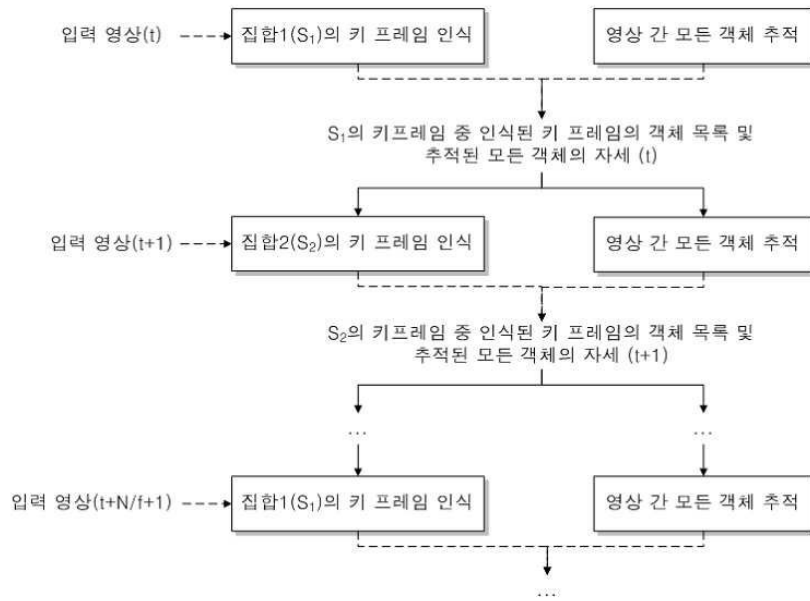 입력 영상(t)
집합1(S₁)의 키 프레임 인식
영상 간 모든 객체 추적
S₁의 키프레임 중 인식된 키 프레임의 객체 목록 및
추적된 모든 객체의 자세 (t)
입력 영상(t+1)
집합2(S₂)의 키 프레임 인식
영상 간 모든 객체 추적
S₂의 키프레임 중 인식된 키 프레임의 객체 목록 및
추적된 모든 객체의 자세 (t+1)
...
...
입력 영상(t+N/f+1)
집합1(S₁)의 키 프레임 인식
영상 간 모든 객체 추적
...